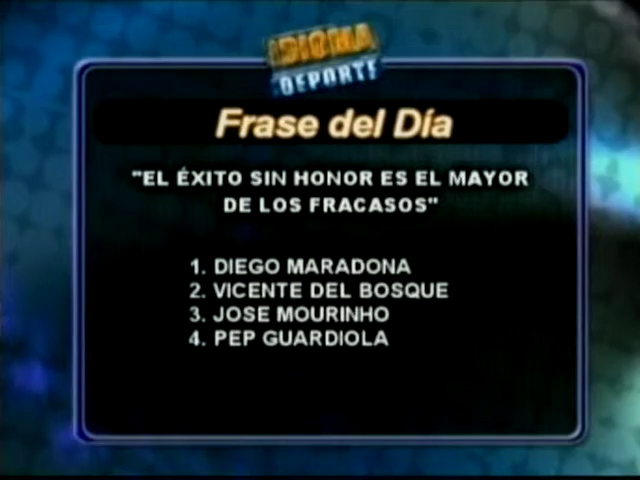 IDIOMA
DEPORTE
Frase del Día
"EL ÉXITO SIN HONOR ES EL MAYOR
DE LOS FRACASOS"
1. DIEGO MARADONA
2. VICENTE DEL BOSQUE
3. JOSE MOURINHO
4. PEP GUARDIOLA